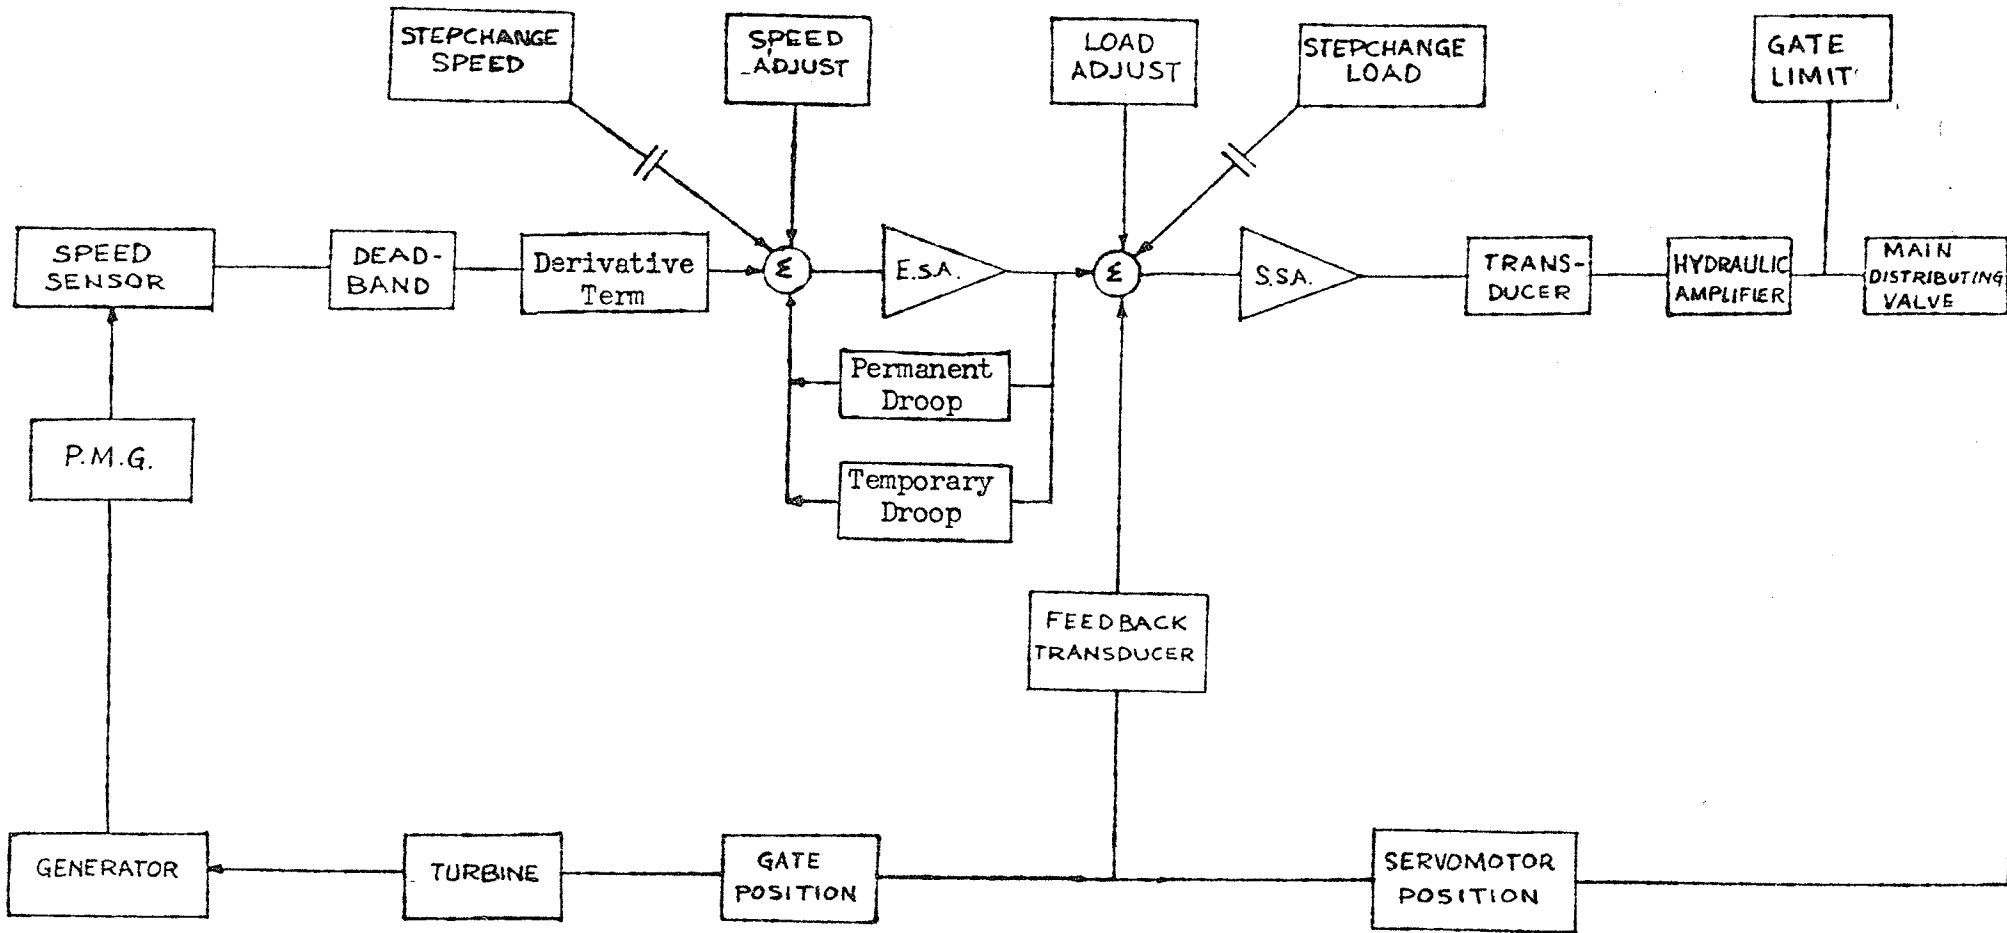 STEPCHANGE
SPEED
SPEED
ADJUST
LOAD
ADJUST
STEPCHANGE
LOAD
GATE
LIMIT
SPEED
SENSOR
DEAD-
BAND
Derivative
Term
Σ
E.S.A.
Σ
S.S.A.
TRANS-
DUCER
HYDRAULIC
AMPLIFIER
MAIN
DISTRIBUTING
VALVE
Permanent
Droop
P.M.G.
Temporary
Droop
FEEDBACK
TRANSDUCER
GENERATOR
TURBINE
GATE
POSITION
SERVOMOTOR
POSITION